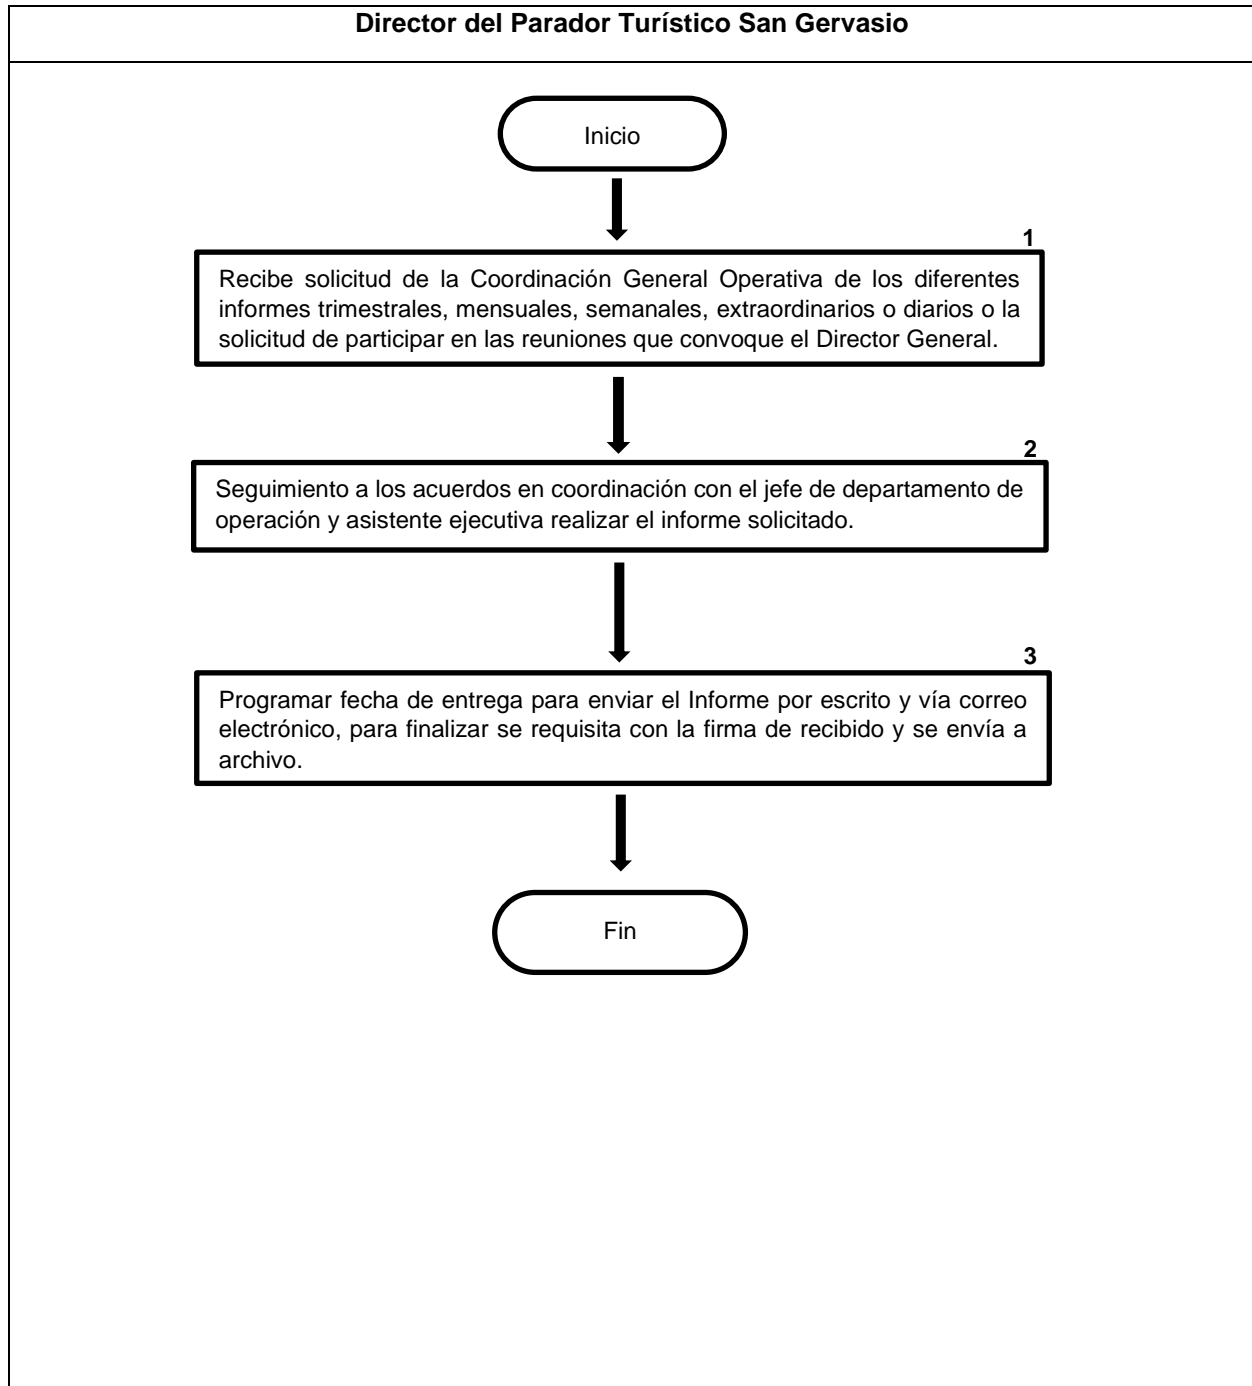 Director del Parador Turístico San Gervasio
Inicio
1
Recibe solicitud de la Coordinación General Operativa de los diferentes
informes trimestrales, mensuales, semanales, extraordinarios o diarios o la
solicitud de participar en las reuniones que convoque el Director General.
2
Seguimiento a los acuerdos en coordinación con el jefe de departamento de
operación y asistente ejecutiva realizar el informe solicitado.
3
Programar fecha de entrega para enviar el Informe por escrito y vía correo
electrónico, para finalizar se requisita con la firma de recibido y se envía a
archivo.
Fin